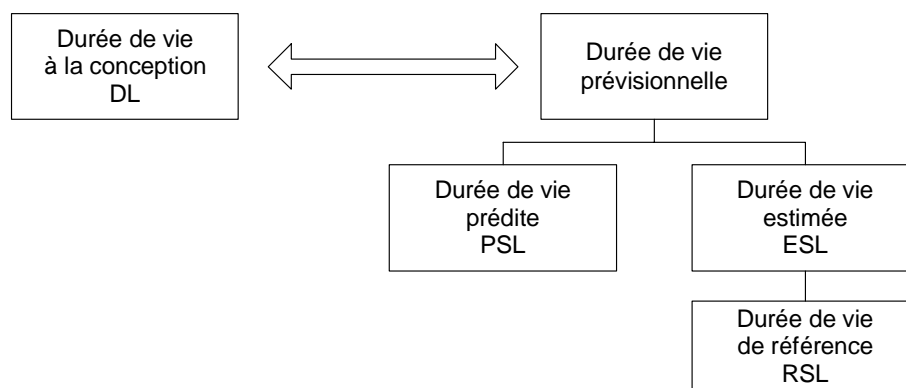 Durée de vie
à la conception
DL
Durée de vie
prévisionnelle
Durée de vie
prédite
PSL
Durée de vie
estimée
ESL
Durée de vie
de référence
RSL